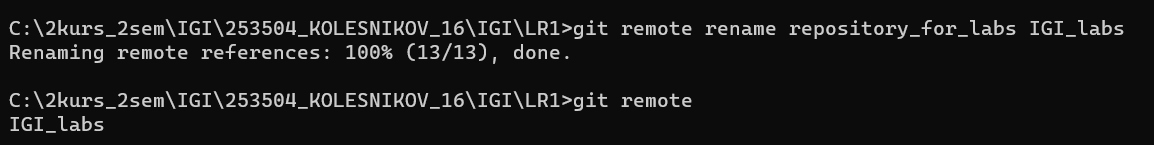 C:\2kurs_2sem\IGI\253504_KOLESNIKOV_16\IGI\LR1>git remote rename repository_for_labs IGI_labs
Renaming remote references: 100% (13/13), done.
C:\2kurs_2sem\IGI\253504_KOLESNIKOV_16\IGI\LR1>git remote
IGI_labs